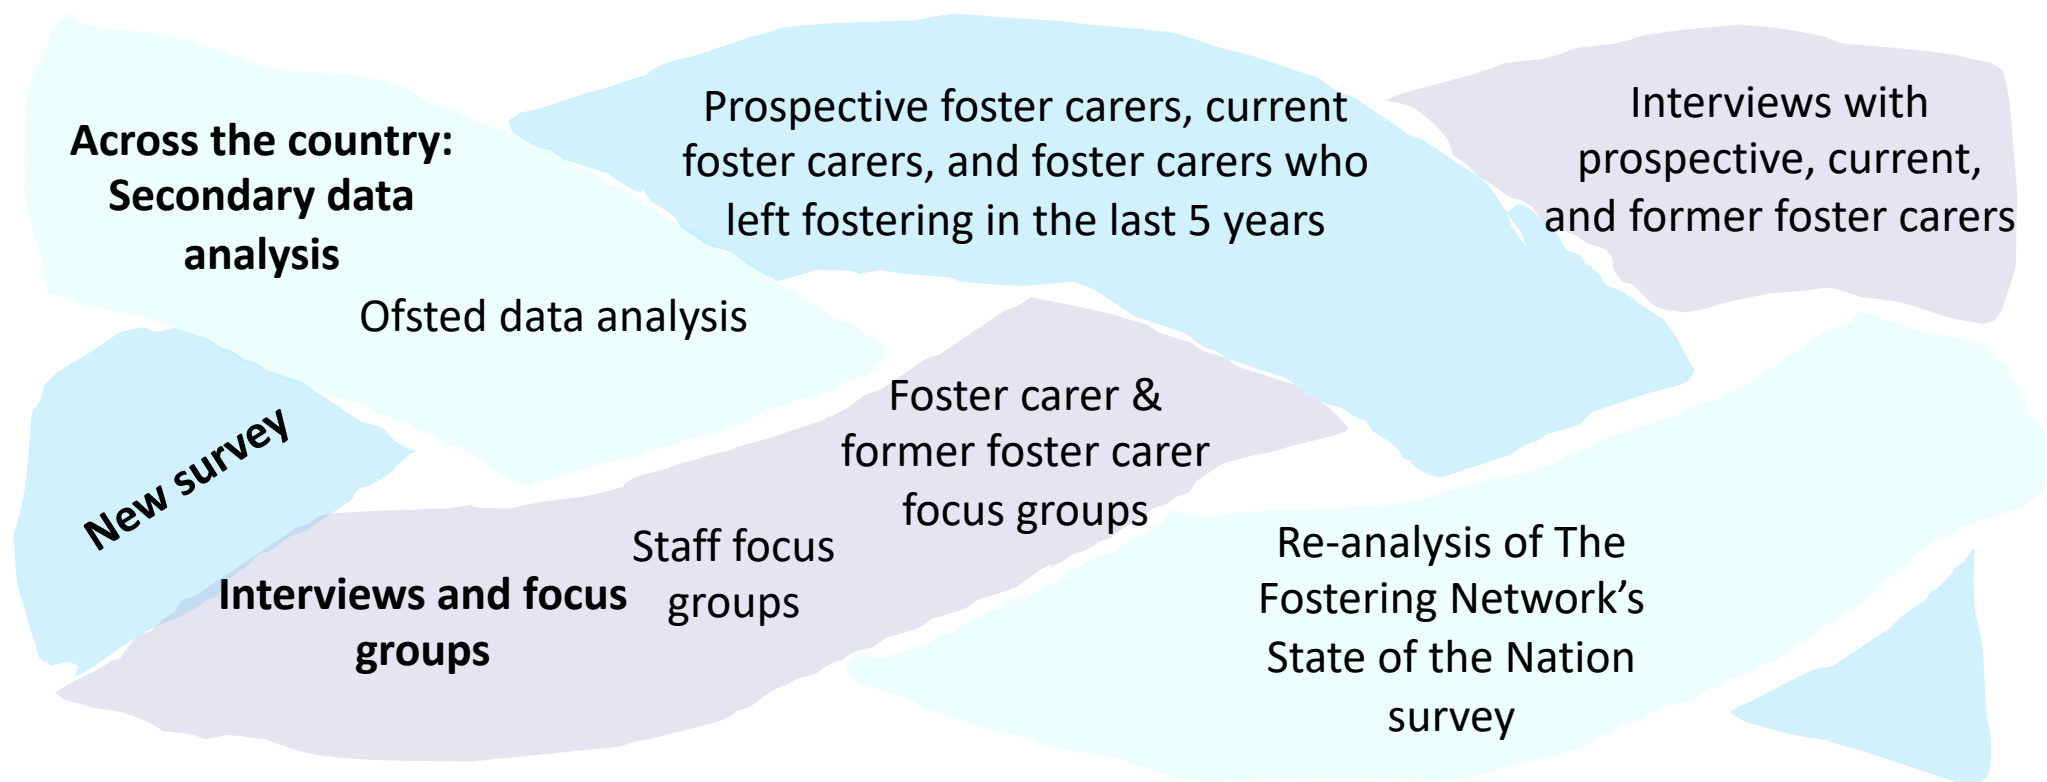 Across the country:
Secondary data
analysis
Ofsted data analysis
Prospective foster carers, current
foster carers, and foster carers who
left fostering in the last 5 years
Interviews with
prospective, current,
and former foster carers
New survey
Interviews and focus
groups
Staff focus
groups
Foster carer &
former foster carer
focus groups
Re-analysis of The
Fostering Network’s
State of the Nation
survey